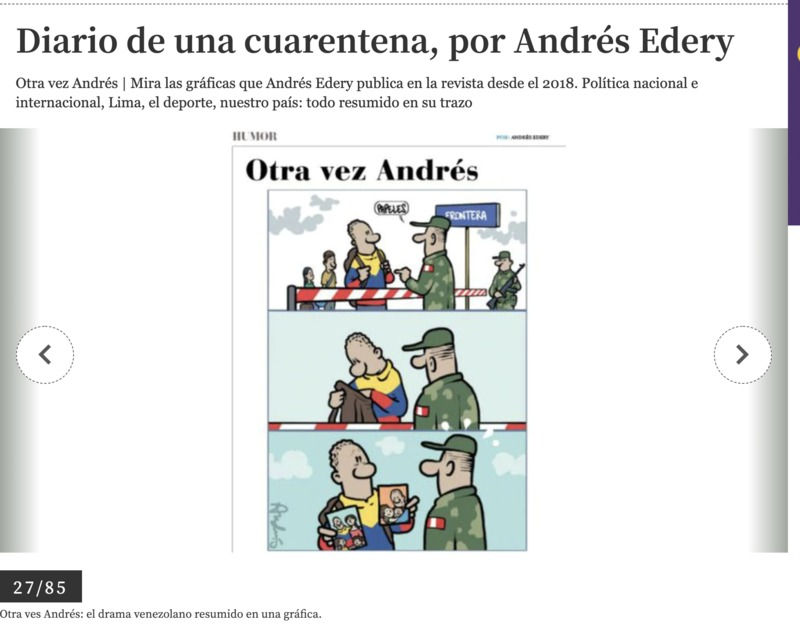 Diario de una cuarentena, por Andrés Edery
Otra vez Andrés | Mira las gráficas que Andrés Edery publica en la revista desde el 2018. Política nacional e
internacional, Lima, el deporte, nuestro país: todo resumido en su trazo
HUMOR
POR: ANDRÉS EDERY
Otra vez Andrés
PAPELES
FRONTERA
27/85
Otra ves Andrés: el drama venezolano resumido en una gráfica.